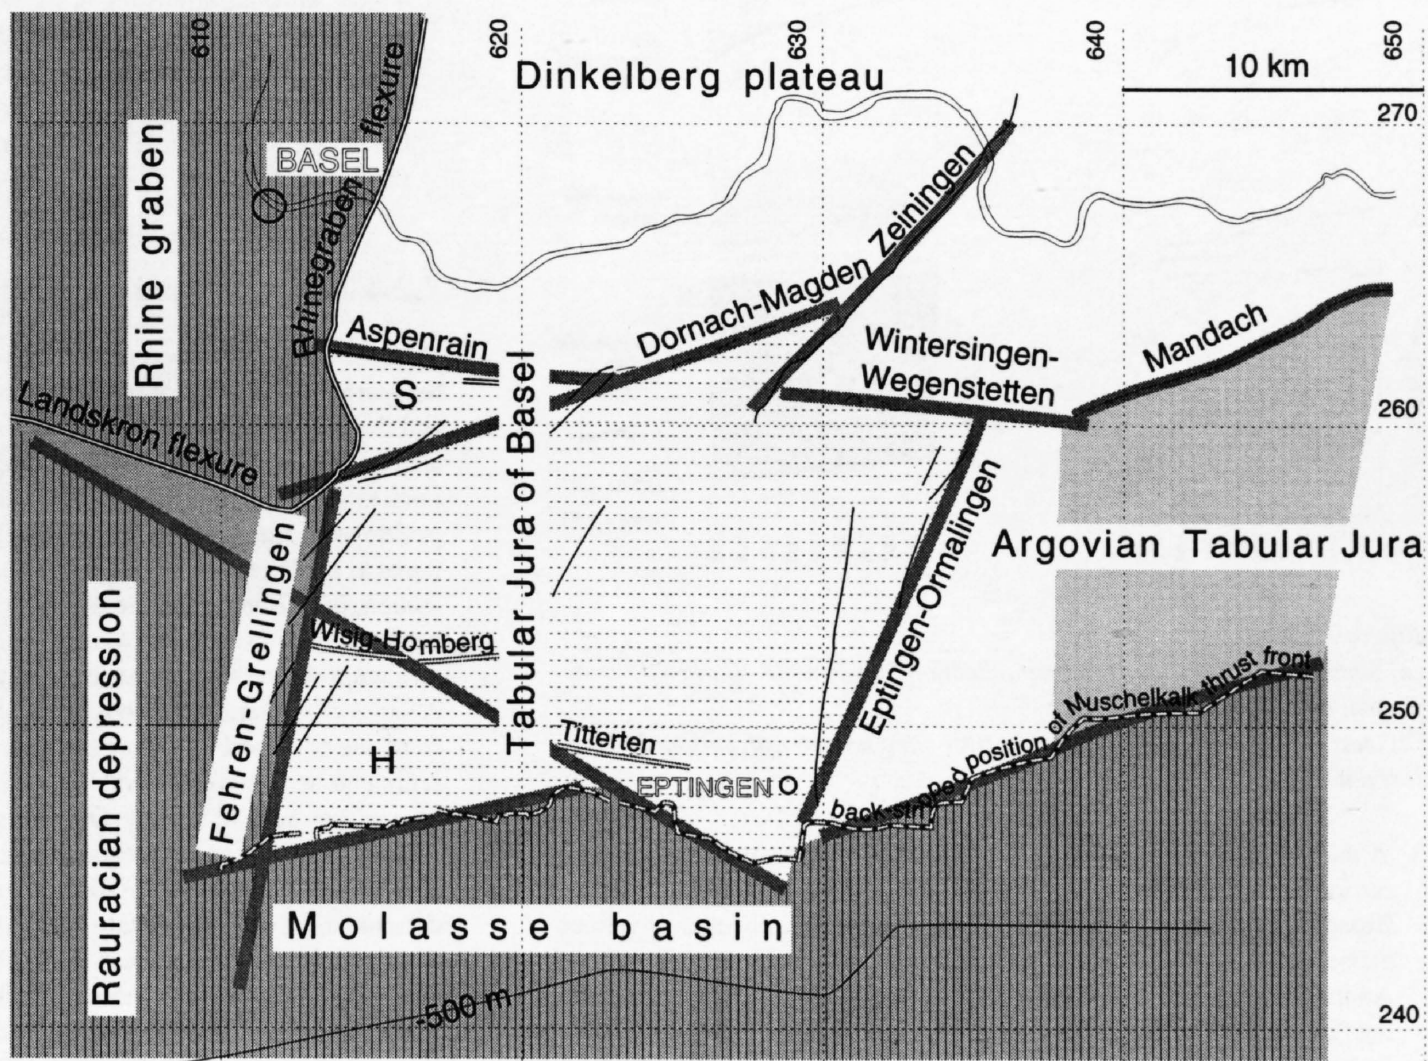 610
620
630
640
650
Dinkelberg plateau
10 km
270
Rhine graben
BASEL
Rhinegraben flexure
Zeiningen
Dornach-Magden
Aspenrain
Mandach
Wintersingen-
Wegenstetten
S
260
Landskron flexure
Tabular Jura of Basel
Eptingen-Ormalingen
Argovian Tabular Jura
Fehren-Grellingen
Rauracian depression
Wisig-Homberg
250
H
Titterten
EPTINGEN
back-stripped position of Muschelkalk thrust front
Molasse basin
-500 m
240